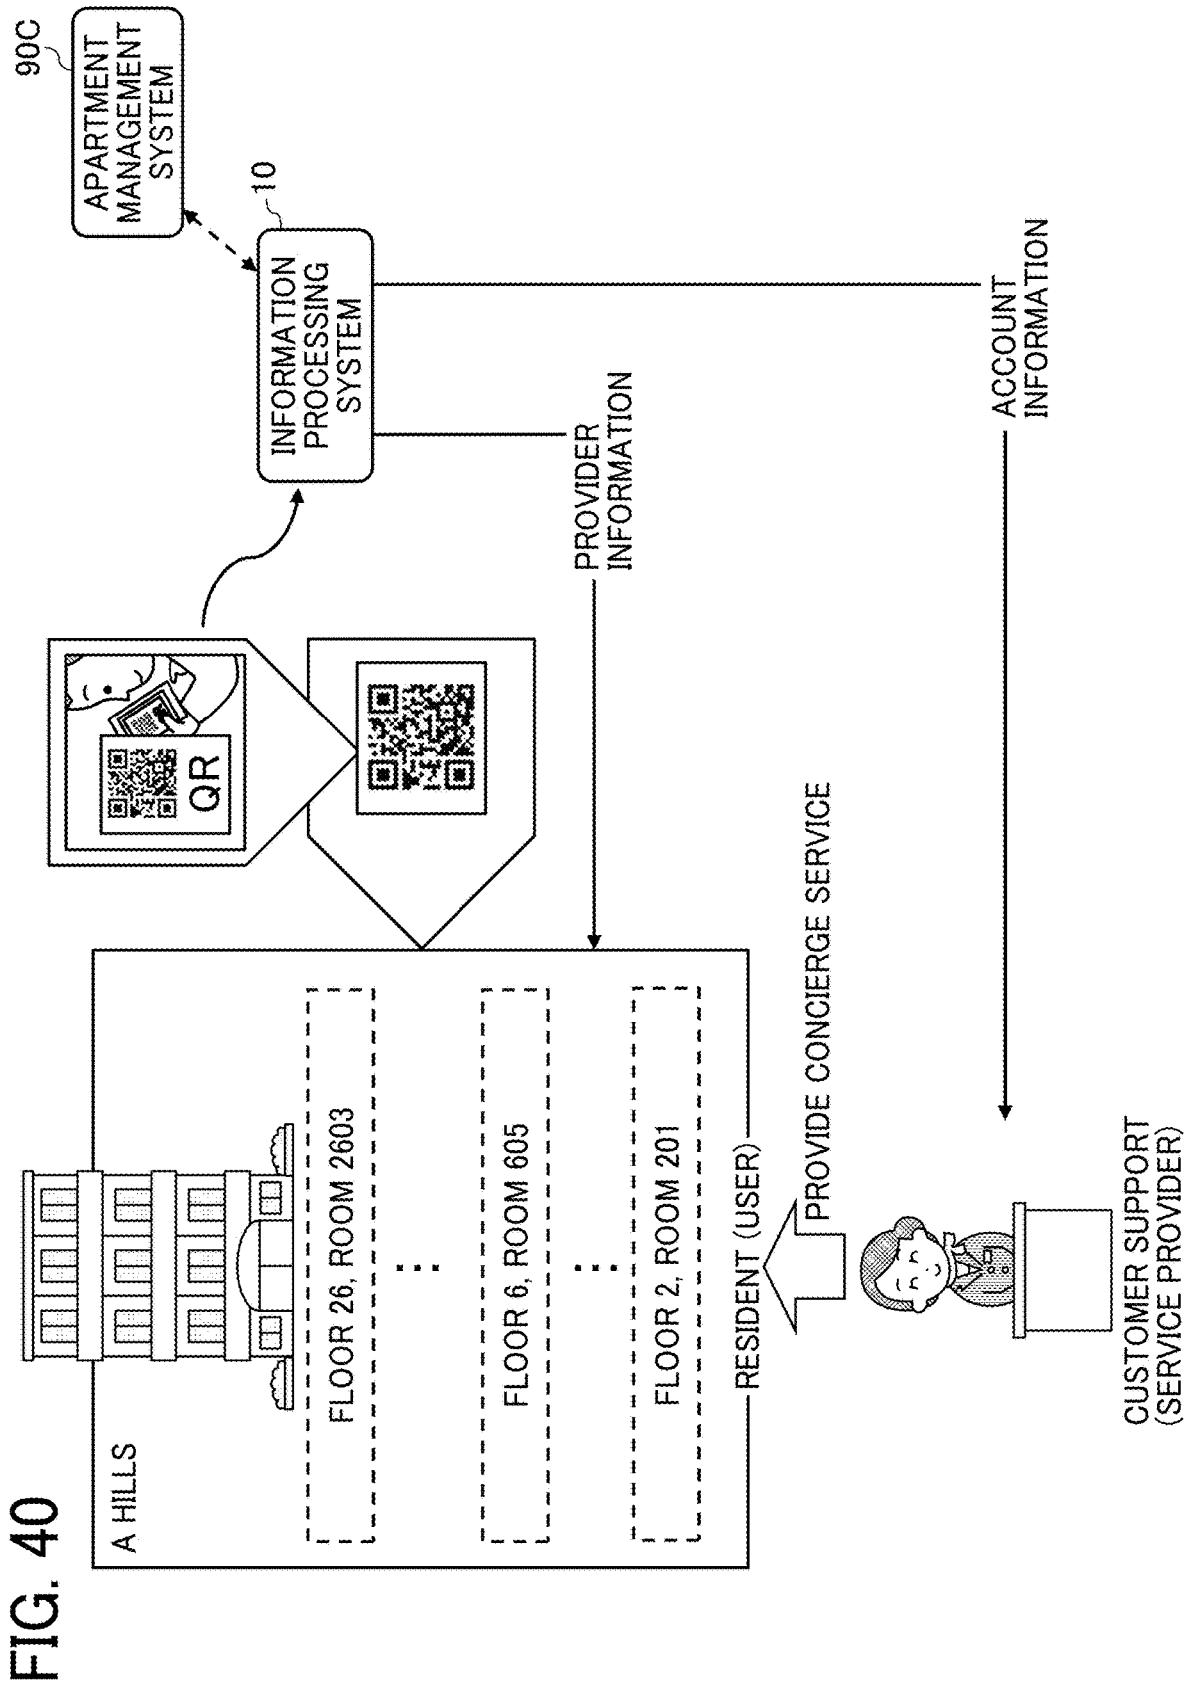 FIG. 40
A HILLS
FLOOR 26, ROOM 2603
FLOOR 6, ROOM 605
FLOOR 2, ROOM 201
RESIDENT (USER)
PROVIDE CONCIERGE SERVICE
CUSTOMER SUPPORT
(SERVICE PROVIDER)
QR
PROVIDER
INFORMATION
INFORMATION
PROCESSING
SYSTEM
10
APARTMENT
MANAGEMENT
SYSTEM
90C
ACCOUNT
INFORMATION